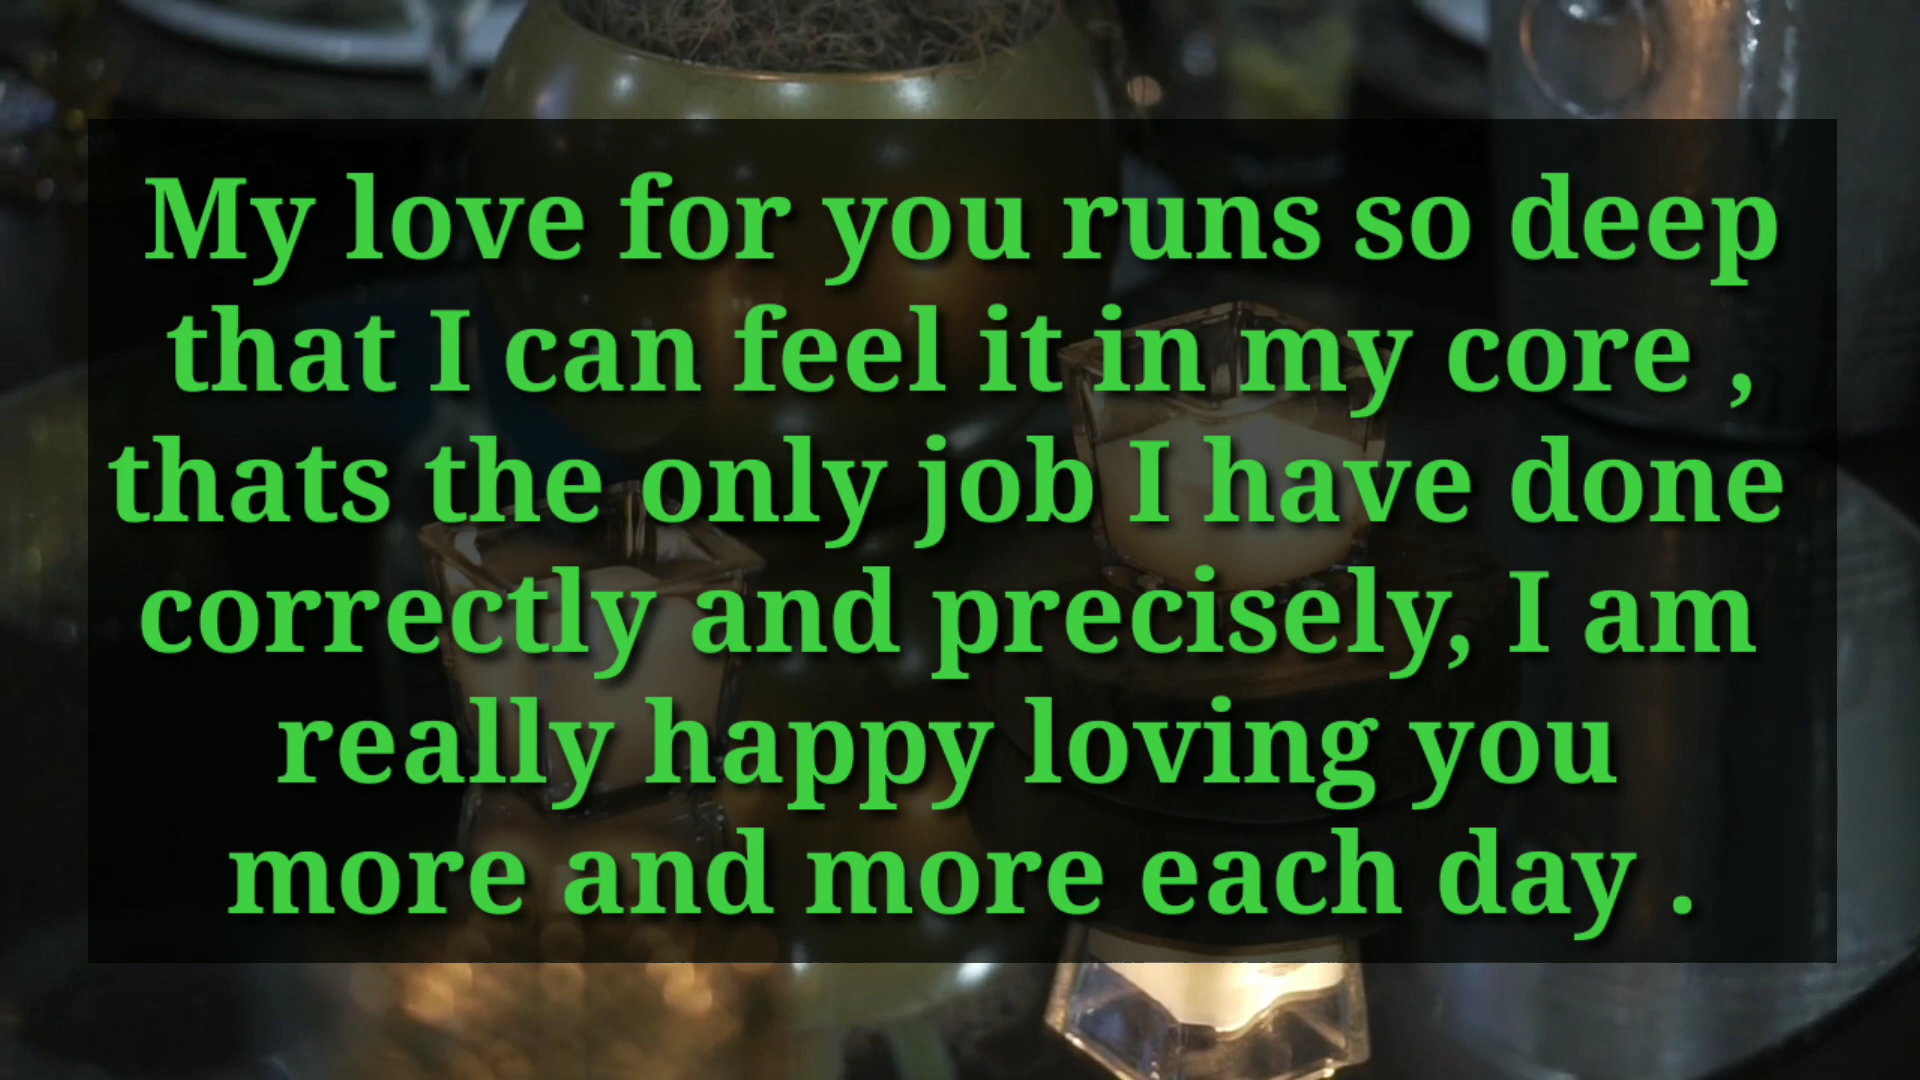 My love for you runs so deep
that I can feel it in my core ,
thats the only job I have done
correctly and precisely, I am
really happy loving you
more and more each day .